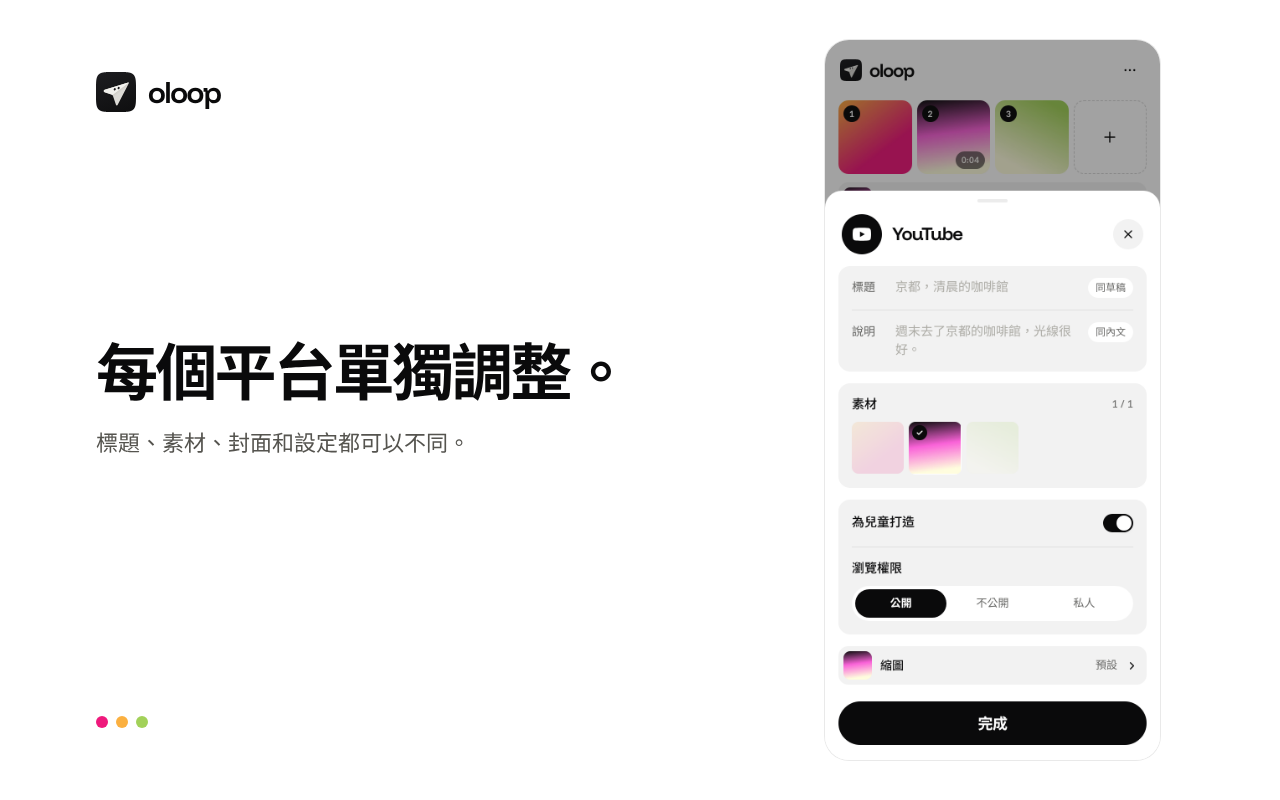 oloop
每個平台單獨調整。
標題、素材、封面和設定都可以不同。
oloop
1
2
3
0:04
YouTube
標題
京都，清晨的咖啡館
同草稿
說明
週末去了京都的咖啡館，光線很
好。
同內文
素材
1 / 1
為兒童打造
瀏覽權限
公開
不公開
私人
縮圖
預設
完成